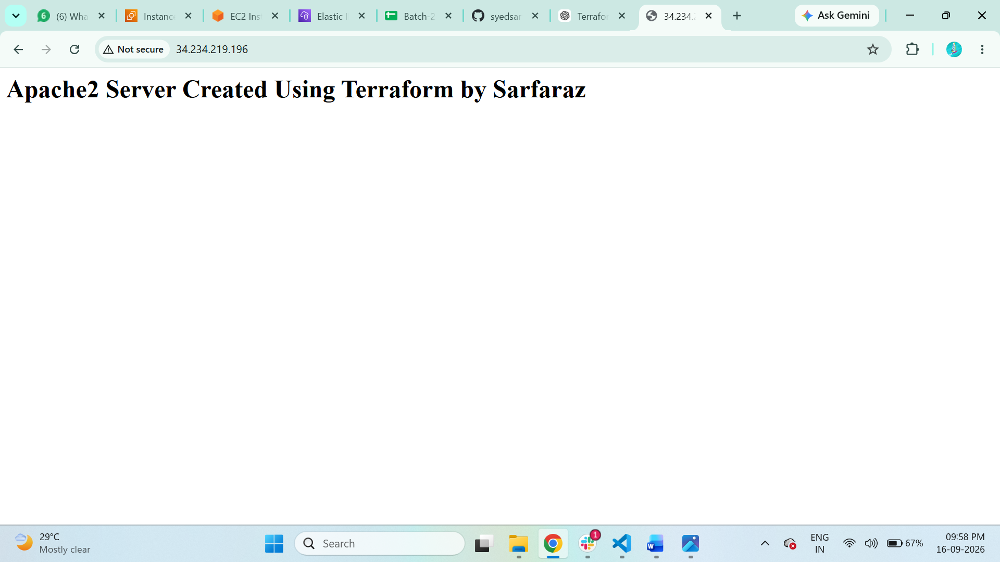 6 (6) Wha Instanc EC2 Ins Elastic Batch-2 syedsar Terrafor 34.234. Ask Gemini
Not secure 34.234.219.196
Apache2 Server Created Using Terraform by Sarfaraz
29°C
Mostly clear
Search
1
ENG
IN
67%
09:58 PM
16-09-2026